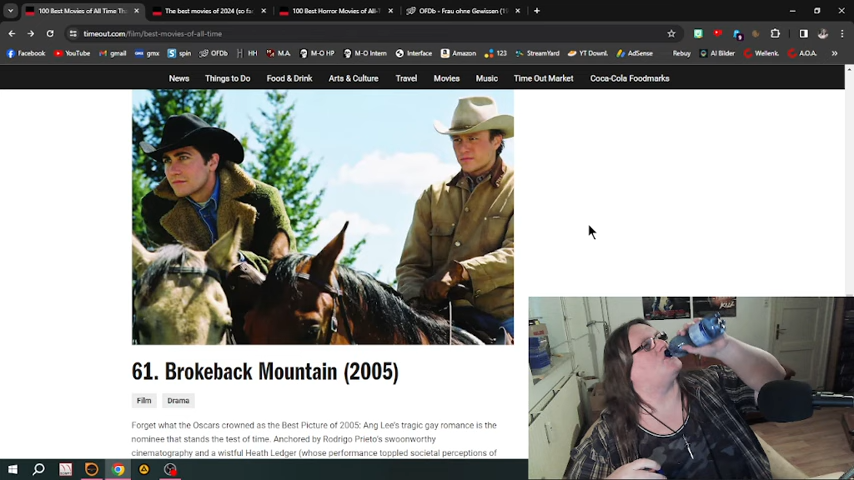 100 Best Movies of All Time Th
The best movies of 2024 (so fa
100 Best Horror Movies of All-T
OFDb - Frau ohne Gewissen (19
timeout.com/film/best-movies-of-all-time
Facebook YouTube gmail gmx spin OFDb HH M.A. M-O HP M-O Intern Interface Amazon 123 StreamYard YT Downl. AdSense Rebuy AI Bilder Wellenk. A.O.A.
News Things to Do Food & Drink Arts & Culture Travel Movies Music Time Out Market Coca-Cola Foodmarks
61. Brokeback Mountain (2005)
Film Drama
Forget what the Oscars crowned as the Best Picture of 2005: Ang Lee's tragic gay romance is the
nominee that stands the test of time. Anchored by Rodrigo Prieto's swoonworthy
cinematography and a wistful Heath Ledger (whose performance toppled societal perceptions of